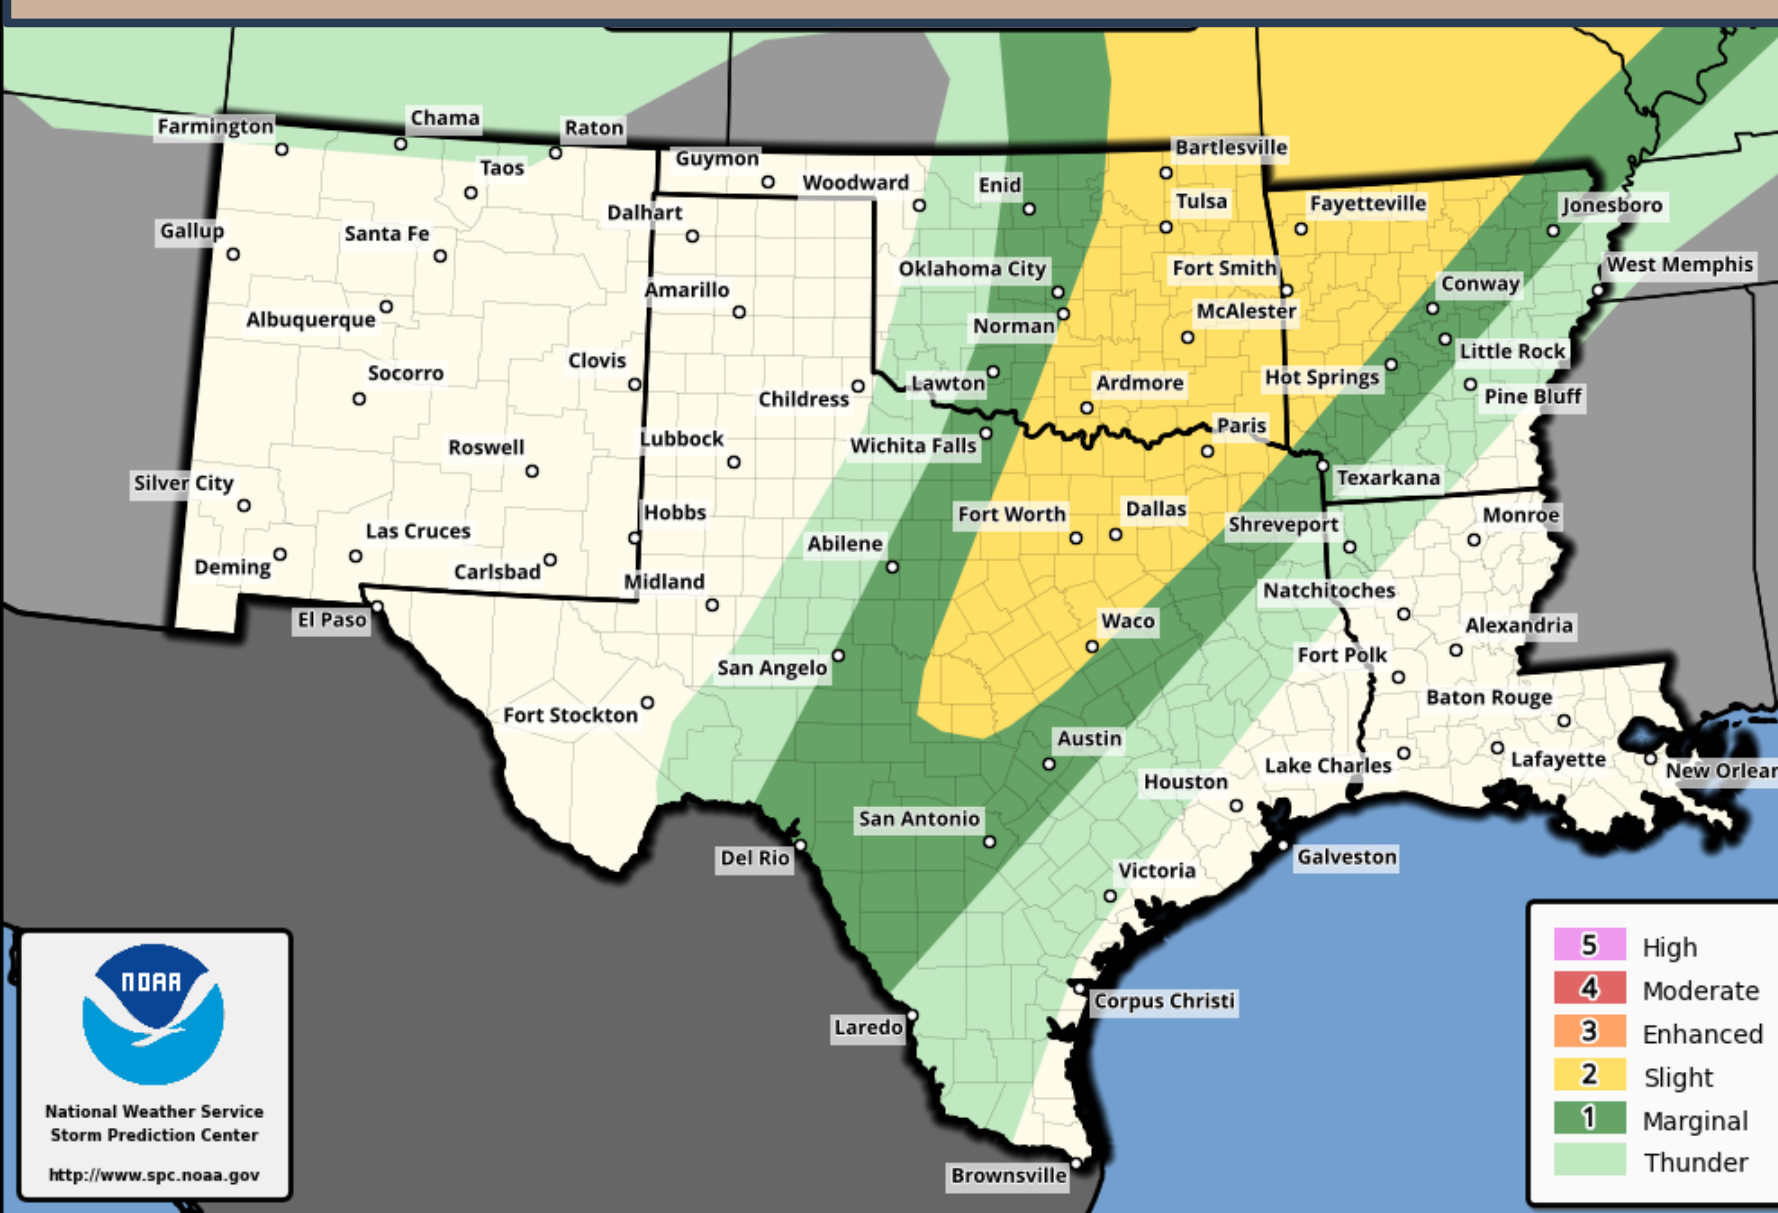 Farmington
Chama
Raton
Taos
Guymon
Woodward
Enid
Bartlesville
Tulsa
Fayetteville
Jonesboro
Gallup
Santa Fe
Dalhart
Oklahoma City
Fort Smith
Conway
West Memphis
Albuquerque
Amarillo
Norman
McAlester
Little Rock
Socorro
Clovis
Childress
Lawton
Ardmore
Hot Springs
Pine Bluff
Roswell
Lubbock
Wichita Falls
Paris
Texarkana
Silver City
Las Cruces
Hobbs
Abilene
Fort Worth
Dallas
Shreveport
Monroe
Deming
Carlsbad
Midland
Natchitoches
El Paso
San Angelo
Waco
Fort Polk
Alexandria
Fort Stockton
Austin
Baton Rouge
Houston
Lake Charles
Lafayette
New Orlean
San Antonio
Del Rio
Victoria
Galveston
Laredo
Corpus Christi
Brownsville
NOAA
National Weather Service
Storm Prediction Center
http://www.spc.noaa.gov
5 High
4 Moderate
3 Enhanced
2 Slight
1 Marginal
Thunder